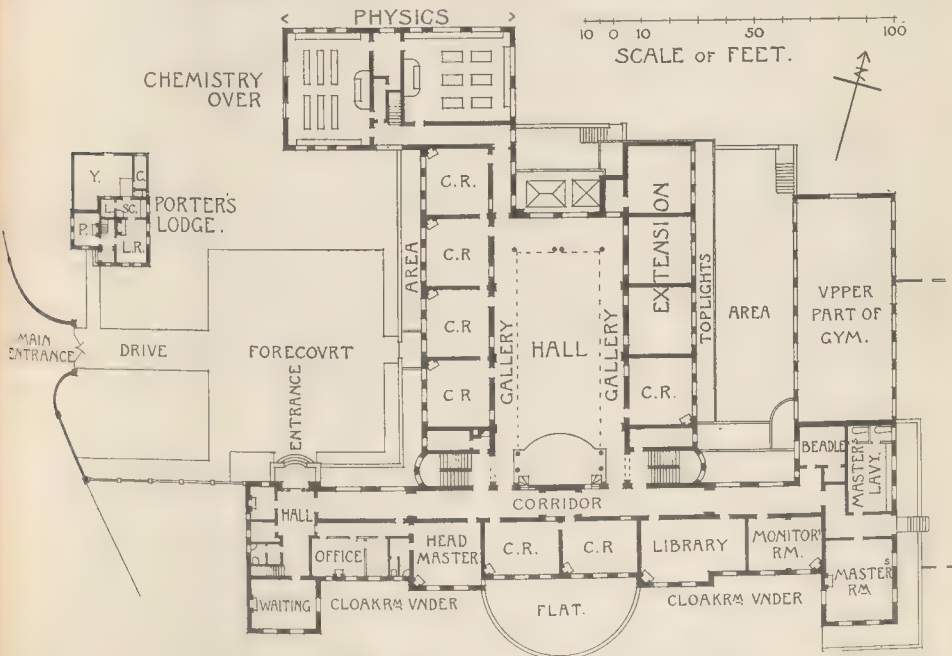 PHYSICS
10 0 10 50 100
SCALE OF FEET.
N
CHEMISTRY
OVER
Y.
C.
L.
SC.
P.
L.R.
PORTER'S
LODGE.
C.R.
C.R
C.R
C R
AREA
GALLERY
HALL
GALLERY
EXTENSION
C.R.
TOPLIGHTS
AREA
VPPER
PART OF
GYM.
MAIN
ENTRANCE
DRIVE
FORECOVRT
ENTRANCE
BEADLE
MASTER'S
LAVY.
CORRIDOR
HALL
OFFICE
HEAD
MASTER
C.R.
C.R
LIBRARY
MONITOR'
RM.
MASTERS
RM
WAITING
CLOAKRM VNDER
FLAT.
CLOAKRM VNDER